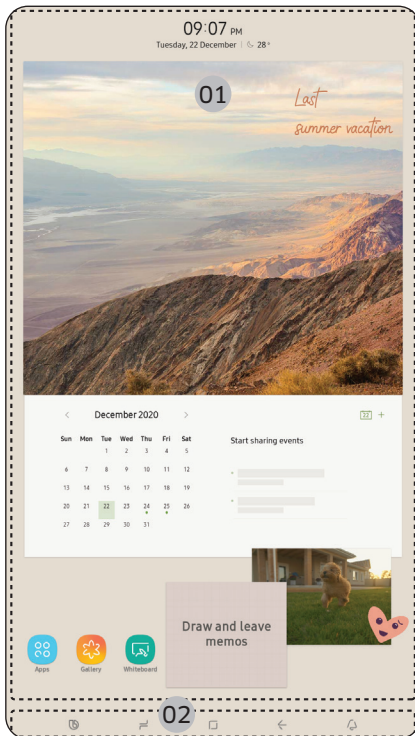 09:07 PM
Tuesday, 22 December | 28°
01
Last
summer vacation
< December 2020 >
22 +
Sun Mon Tue Wed Thu Fri Sat
1 2 3 4 5
6 7 8 9 10 11 12
13 14 15 16 17 18 19
20 21 22 23 24 25 26
27 28 29 30 31
Start sharing events
Draw and leave
memos
Apps
Gallery
Whiteboard
02